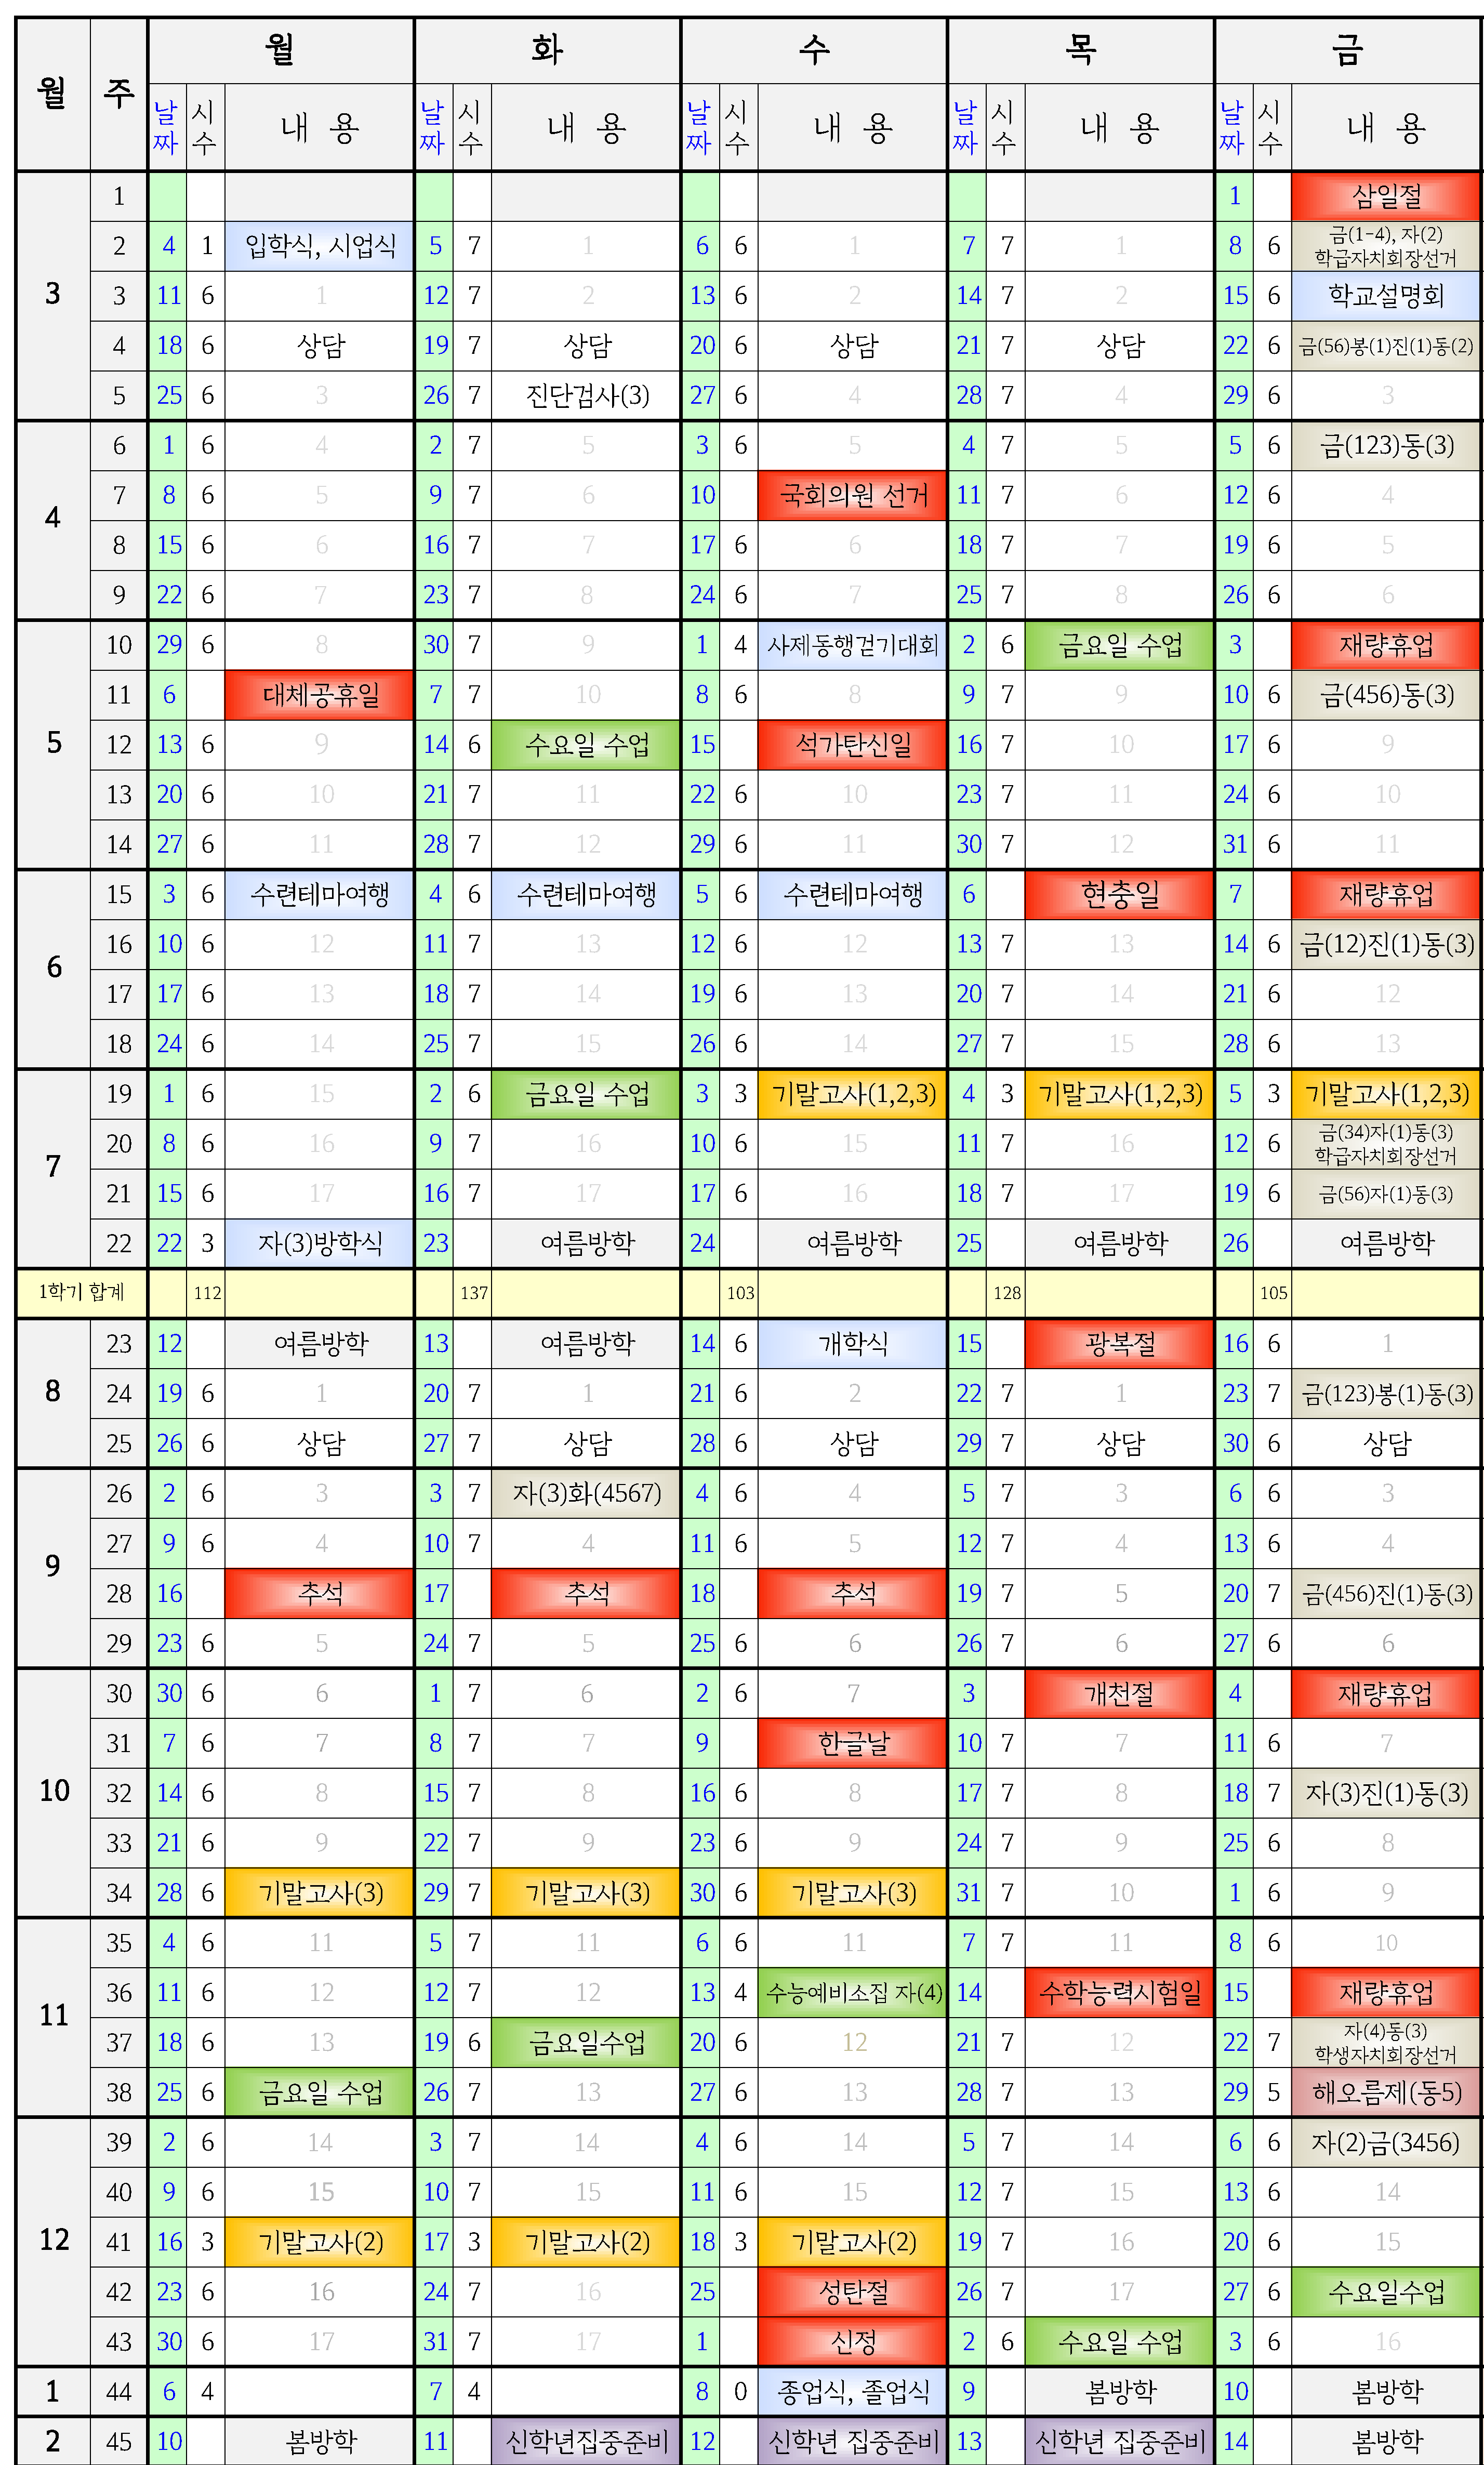 월 주 월 화 수 목 금
날짜 시수 내 용 날짜 시수 내 용 날짜 시수 내 용 날짜 시수 내 용 날짜 시수 내 용
3 1 1 삼일절
2 4 1 입학식, 시업식 5 7 1 6 6 1 7 7 1 8 6 금(1-4), 자(2)
학급자치회장선거
3 11 6 1 12 7 2 13 6 2 14 7 2 15 6 학교설명회
4 18 6 상담 19 7 상담 20 6 상담 21 7 상담 22 6 금(56)봉(1)진(1)동(2)
5 25 6 3 26 7 진단검사(3) 27 6 4 28 7 4 29 6 3
4 6 1 6 4 2 7 5 3 6 5 4 7 5 5 6 금(123)동(3)
7 8 6 5 9 7 6 10 국회의원 선거 11 7 6 12 6 4
8 15 6 6 16 7 7 17 6 6 18 7 7 19 6 5
9 22 6 7 23 7 8 24 6 7 25 7 8 26 6 6
5 10 29 6 8 30 7 9 1 4 사제동행걷기대회 2 6 금요일 수업 3 재량휴업
11 6 대체공휴일 7 7 10 8 6 8 9 7 9 10 6 금(456)동(3)
12 13 6 9 14 6 수요일 수업 15 석가탄신일 16 7 10 17 6 9
13 20 6 10 21 7 11 22 6 10 23 7 11 24 6 10
14 27 6 11 28 7 12 29 6 11 30 7 12 31 6 11
6 15 3 6 수련테마여행 4 6 수련테마여행 5 6 수련테마여행 6 현충일 7 재량휴업
16 10 6 12 11 7 13 12 6 12 13 7 13 14 6 금(12)진(1)동(3)
17 17 6 13 18 7 14 19 6 13 20 7 14 21 6 12
18 24 6 14 25 7 15 26 6 14 27 7 15 28 6 13
7 19 1 6 15 2 6 금요일 수업 3 3 기말고사(1,2,3) 4 3 기말고사(1,2,3) 5 3 기말고사(1,2,3)
20 8 6 16 9 7 16 10 6 15 11 7 16 12 6 금(34)자(1)동(3)
학급자치회장선거
21 15 6 17 16 7 17 17 6 16 18 7 17 19 6 금(56)자(1)동(3)
22 22 3 자(3)방학식 23 여름방학 24 여름방학 25 여름방학 26 여름방학
1학기 합계 112 137 103 128 105
8 23 12 여름방학 13 여름방학 14 6 개학식 15 광복절 16 6 1
24 19 6 1 20 7 1 21 6 2 22 7 1 23 7 금(123)봉(1)동(3)
25 26 6 상담 27 7 상담 28 6 상담 29 7 상담 30 6 상담
9 26 2 6 3 3 7 자(3)화(4567) 4 6 4 5 7 3 6 6 3
27 9 6 4 10 7 4 11 6 5 12 7 4 13 6 4
28 16 추석 17 추석 18 추석 19 7 5 20 7 금(456)진(1)동(3)
29 23 6 5 24 7 5 25 6 6 26 7 6 27 6 6
10 30 30 6 6 1 7 6 2 6 7 3 개천절 4 재량휴업
31 7 6 7 8 7 7 9 한글날 10 7 7 11 6 7
32 14 6 8 15 7 8 16 6 8 17 7 8 18 7 자(3)진(1)동(3)
33 21 6 9 22 7 9 23 6 9 24 7 9 25 6 8
34 28 6 기말고사(3) 29 7 기말고사(3) 30 6 기말고사(3) 31 7 10 1 6 9
11 35 4 6 11 5 7 11 6 6 11 7 7 11 8 6 10
36 11 6 12 12 7 12 13 4 수능예비소집 자(4) 14 수학능력시험일 15 재량휴업
37 18 6 13 19 6 금요일수업 20 6 12 21 7 12 22 7 자(4)동(3)
학생자치회장선거
38 25 6 금요일 수업 26 7 13 27 6 13 28 7 13 29 5 해오름제(동5)
12 39 2 6 14 3 7 14 4 6 14 5 7 14 6 6 자(2)금(3456)
40 9 6 15 10 7 15 11 6 15 12 7 15 13 6 14
41 16 3 기말고사(2) 17 3 기말고사(2) 18 3 기말고사(2) 19 7 16 20 6 15
42 23 6 16 24 7 16 25 성탄절 26 7 17 27 6 수요일수업
43 30 6 17 31 7 17 1 신정 2 6 수요일 수업 3 6 16
1 44 6 4 7 4 8 0 종업식, 졸업식 9 봄방학 10 봄방학
2 45 10 봄방학 11 신학년집중준비 12 신학년 집중준비 13 신학년 집중준비 14 봄방학